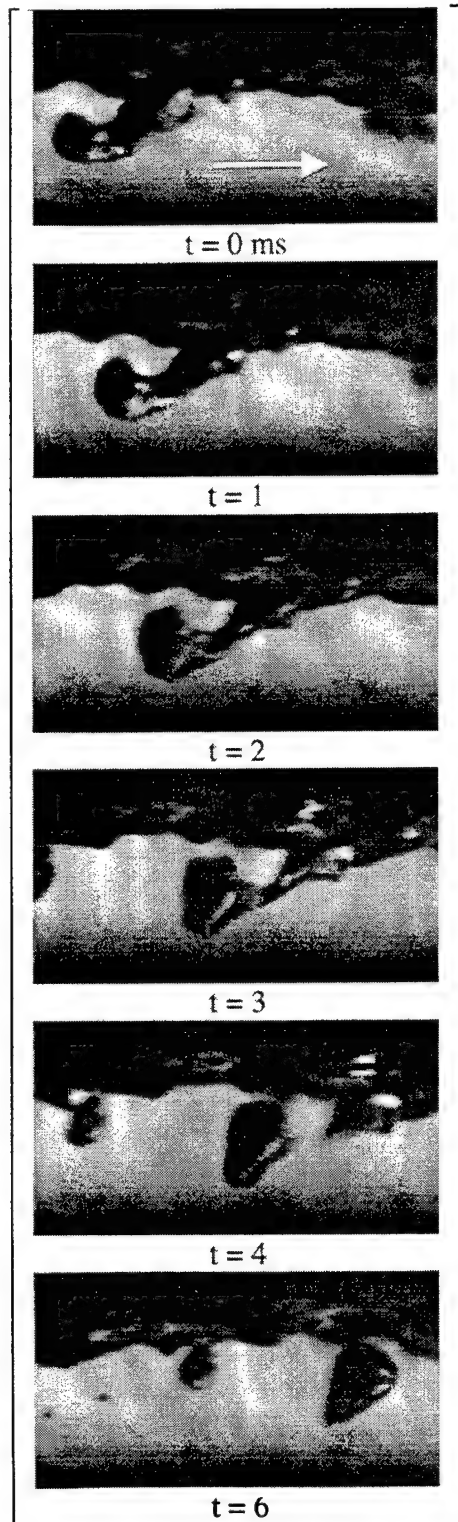 t = 0 ms
t = 1
t = 2
t = 3
t = 4
t = 6